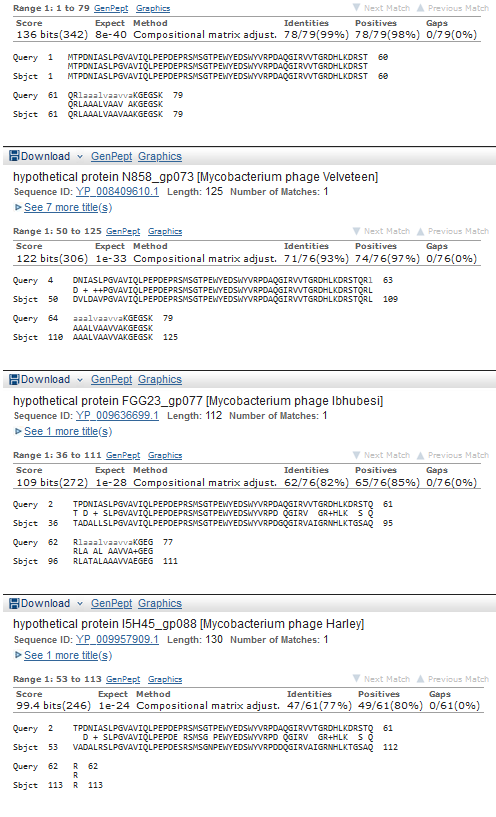 Range 1: 1 to 79 GenPept Graphics Next Match Previous Match
Score Expect Method Identities Positives Gaps
136 bits(342) 8e-40 Compositional matrix adjust. 78/79(99%) 78/79(98%) 0/79(0%)
Query 1 MTPDNIASLPGVAVIQLPEPDEPRSMSGTPEWYEDSWYVRPDAQGIRVVTGRDHLKDRST 60
MTPDNIASLPGVAVIQLPEPDEPRSMSGTPEWYEDSWYVRPDAQGIRVVTGRDHLKDRST
Sbjct 1 MTPDNIASLPGVAVIQLPEPDEPRSMSGTPEWYEDSWYVRPDAQGIRVVTGRDHLKDRST 60
Query 61 QRlaaalvaavvaKGEGSK 79
QRLAAALVAAV AKGEGSK
Sbjct 61 QRLAAALVAAVAAKGEGSK 79
Download GenPept Graphics
hypothetical protein N858_gp073 [Mycobacterium phage Velveteen]
Sequence ID: YP_008409610.1 Length: 125 Number of Matches: 1
See 7 more title(s)
Range 1: 50 to 125 GenPept Graphics Next Match Previous Match
Score Expect Method Identities Positives Gaps
122 bits(306) 1e-33 Compositional matrix adjust. 71/76(93%) 74/76(97%) 0/76(0%)
Query 4 DNIASLPGVAVIQLPEPDEPRSMSGTPEWYEDSWYVRPDAQGIRVVTGRDHLKDRSTQRl 63
D + ++PGVAVIQLPEPDEPRSMSGTPEWYEDSWYVRPDAQGIRVVTGRDHLKDRSTQRL
Sbjct 50 DVLDAVPGVAVIQLPEPDEPRSMSGTPEWYEDSWYVRPDAQGIRVVTGRDHLKDRSTQRL 109
Query 64 aaalvaavvaKGEGSK 79
AAALVAAVVAKGEGSK
Sbjct 110 AAALVAAVVAKGEGSK 125
Download GenPept Graphics
hypothetical protein FGG23_gp077 [Mycobacterium phage Ibhubesi]
Sequence ID: YP_009636699.1 Length: 112 Number of Matches: 1
See 1 more title(s)
Range 1: 36 to 111 GenPept Graphics Next Match Previous Match
Score Expect Method Identities Positives Gaps
109 bits(272) 1e-28 Compositional matrix adjust. 62/76(82%) 65/76(85%) 0/76(0%)
Query 2 TPDNIASLPGVAVIQLPEPDEPRSMSGTPEWYEDSWYVRPDAQGIRVVTGRDHLKDRSTQ 61
T D + SLPGVAVIQLPEPDEPRSMSGTPEWYEDSWYVRPD QGIRV GR+HLK S Q
Sbjct 36 TADALLSLPGVAVIQLPEPDEPRSMSGTPEWYEDSWYVRPDDQGIRVAIGRNHLKTGSAQ 95
Query 62 RlaaalvaavvaKGEG 77
RLA AL AAVVA+GEG
Sbjct 96 RLATALAAAVVAEGEG 111
Download GenPept Graphics
hypothetical protein I5H45_gp088 [Mycobacterium phage Harley]
Sequence ID: YP_009957909.1 Length: 130 Number of Matches: 1
See 1 more title(s)
Range 1: 53 to 113 GenPept Graphics Next Match Previous Match
Score Expect Method Identities Positives Gaps
99.4 bits(246) 1e-24 Compositional matrix adjust. 47/61(77%) 49/61(80%) 0/61(0%)
Query 2 TPDNIASLPGVAVIQLPEPDEPRSMSGTPEWYEDSWYVRPDAQGIRVVTGRDHLKDRSTQ 61
D + SLPGVAVIQLPEPDE RSMSG PEWYEDSWYVRPD QGIRV GR+HLK S Q
Sbjct 53 VADALRSLPGVAVIQLPEPDESRSMSGNPEWYEDSWYVRPDDQGIRVAIGRNHLKTGSAQ 112
Query 62 R 62
R
Sbjct 113 R 113